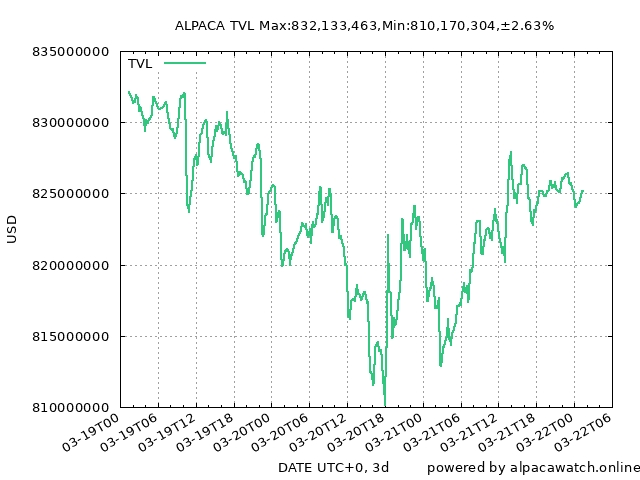 ALPACA TVL Max:832,133,463,Min:810,170,304,±2.63%
835000000
TVL
830000000
825000000
USD
820000000
815000000
810000000
03-19T00 03-19T06 03-19T12 03-19T18 03-20T00 03-20T06 03-20T12 03-20T18 03-21T00 03-21T06 03-21T12 03-21T18 03-22T00 03-22T06
DATE UTC+0, 3d powered by alpacawatch.online